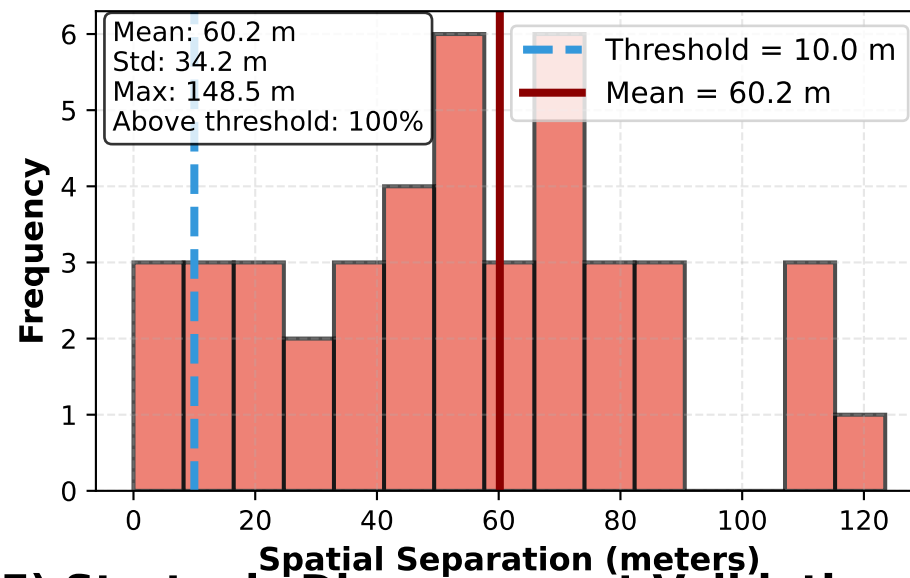 Mean: 60.2 m
Std: 34.2 m
Max: 148.5 m
Above threshold: 100%
Threshold = 10.0 m
Mean = 60.2 m
Frequency
6
5
4
3
2
1
0
0 20 40 60 80 100 120
Spatial Separation (meters)